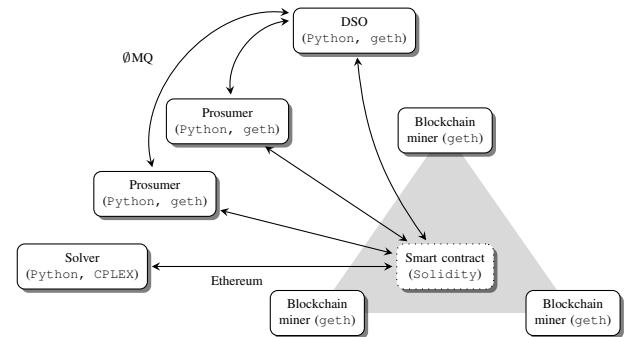 DSO
(Python, geth)
∅MQ
Prosumer
(Python, geth)
Blockchain
miner (geth)
Prosumer
(Python, geth)
Solver
(Python, CPLEX)
Smart contract
(Solidity)
Ethereum
Blockchain
miner (geth)
Blockchain
miner (geth)